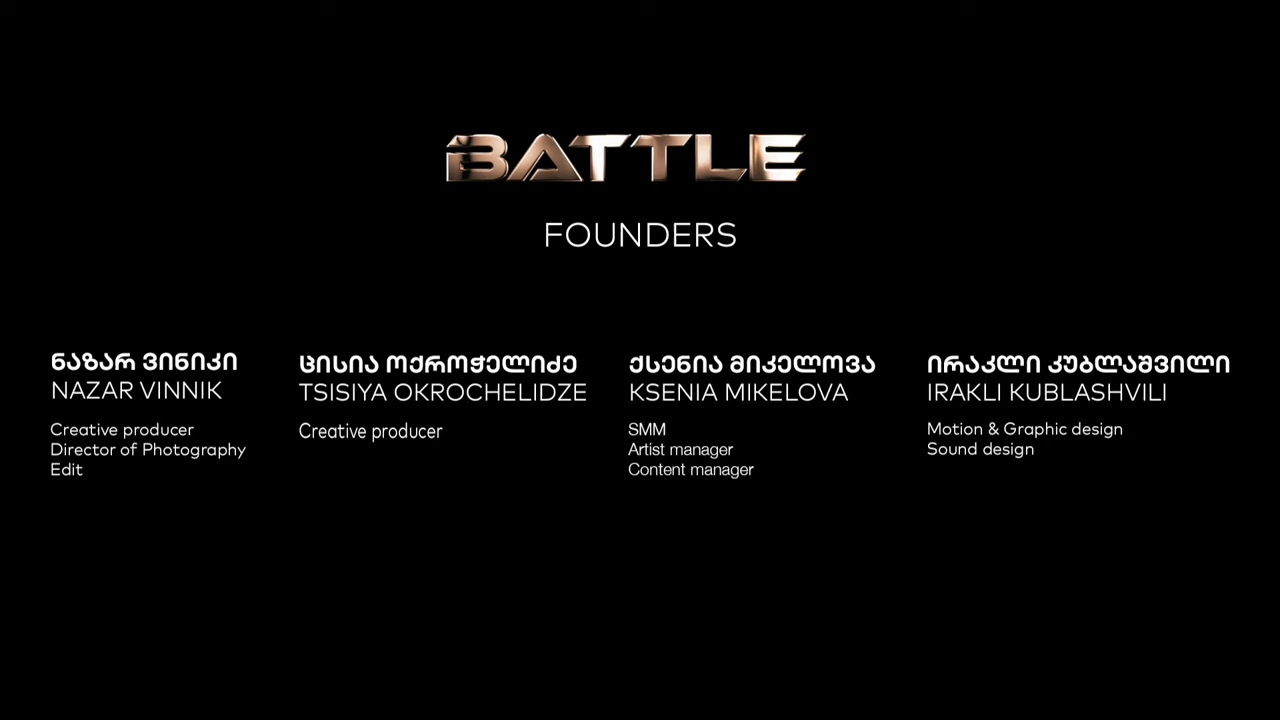 BATTLE
FOUNDERS
ნაზარ ვინიკი
NAZAR VINNIK
Creative producer
Director of Photography
Edit
ცისია ოქროჭელიძე
TSISIYA OKROCHELIDZE
Creative producer
ქსენია მიკელოვა
KSENIA MIKELOVA
SMM
Artist manager
Content manager
ირაკლი კუბლაშვილი
IRAKLI KUBLASHVILI
Motion & Graphic design
Sound design